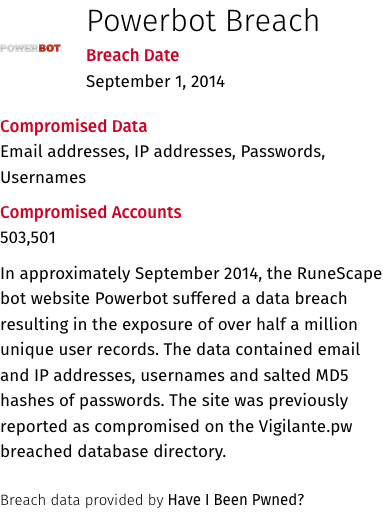 Powerbot Breach
POWERBOT
Breach Date
September 1, 2014
Compromised Data
Email addresses, IP addresses, Passwords,
Usernames
Compromised Accounts
503,501
In approximately September 2014, the RuneScape
bot website Powerbot suffered a data breach
resulting in the exposure of over half a million
unique user records. The data contained email
and IP addresses, usernames and salted MD5
hashes of passwords. The site was previously
reported as compromised on the Vigilante.pw
breached database directory.
Breach data provided by Have I Been Pwned?